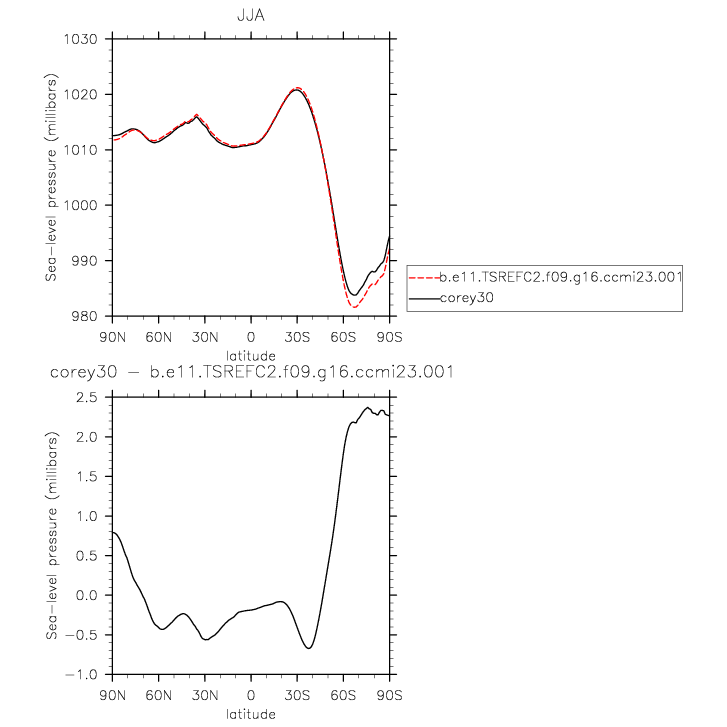 JJA
1030
1020
1010
1000
990
980
Sea-level pressure (millibars)
90N 60N 30N 0 30S 60S 90S
latitude
b.e11.TSREFC2.f09.g16.ccmi23.001
corey30
corey30 - b.e11.TSREFC2.f09.g16.ccmi23.001
2.5
2.0
1.5
1.0
0.5
0.0
-0.5
-1.0
Sea-level pressure (millibars)
90N 60N 30N 0 30S 60S 90S
latitude